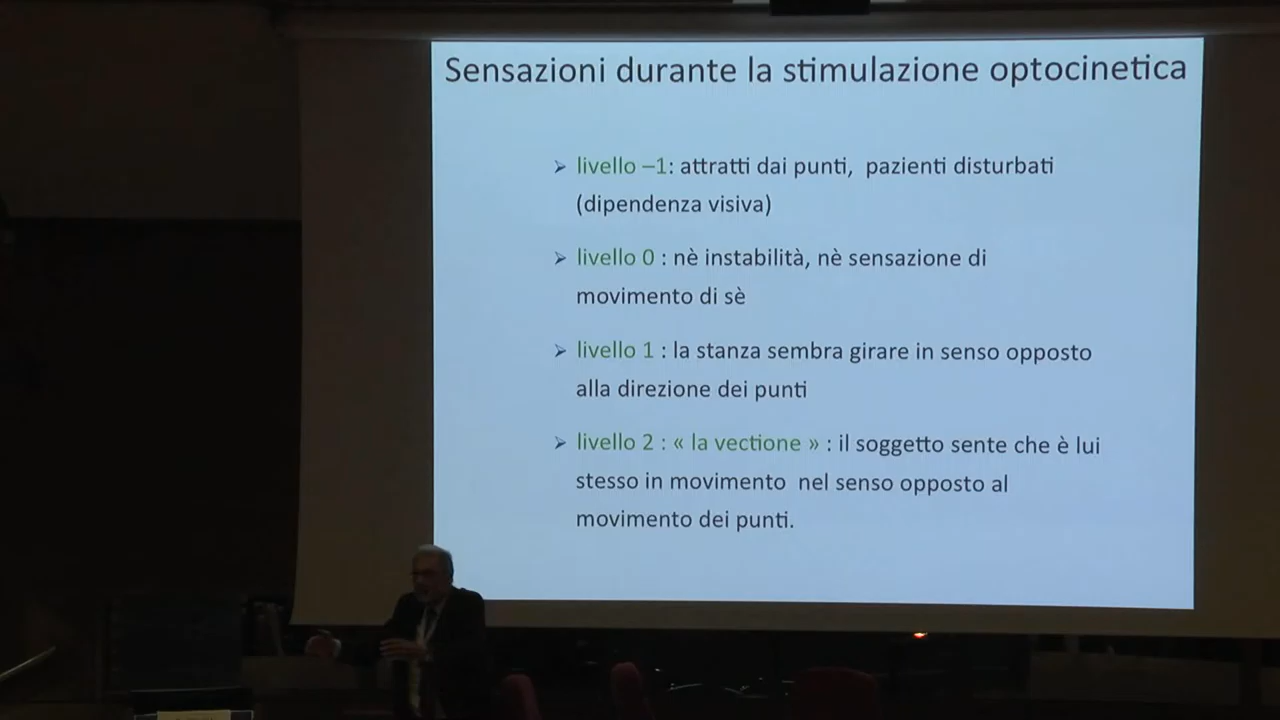 Sensazioni durante la stimulazione optocinetica
livello –1: attratti dai punti, pazienti disturbati
(dipendenza visiva)
livello 0 : nè instabilità, nè sensazione di
movimento di sè
livello 1 : la stanza sembra girare in senso opposto
alla direzione dei punti
livello 2 : « la vectione » : il soggetto sente che è lui
stesso in movimento nel senso opposto al
movimento dei punti.